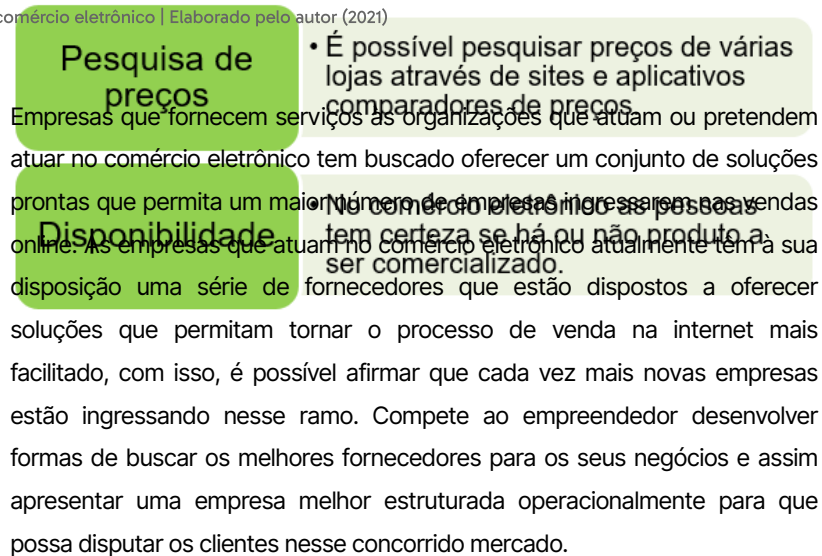 comércio eletrônico | Elaborado pelo autor (2021)
Pesquisa de
preços
• É possível pesquisar preços de várias
lojas através de sites e aplicativos
comparadores de preços.
Disponibilidade
• No comércio eletrônico as pessoas
tem certeza se há ou não produto a
ser comercializado.
Empresas que fornecem serviços às organizações que atuam ou pretendem
atuar no comércio eletrônico tem buscado oferecer um conjunto de soluções
prontas que permita um maior número de empresas ingressarem nas vendas
online. As empresas que atuam no comércio eletrônico atualmente têm à sua
disposição uma série de fornecedores que estão dispostos a oferecer
soluções que permitam tornar o processo de venda na internet mais
facilitado, com isso, é possível afirmar que cada vez mais novas empresas
estão ingressando nesse ramo. Compete ao empreendedor desenvolver
formas de buscar os melhores fornecedores para os seus negócios e assim
apresentar uma empresa melhor estruturada operacionalmente para que
possa disputar os clientes nesse concorrido mercado.